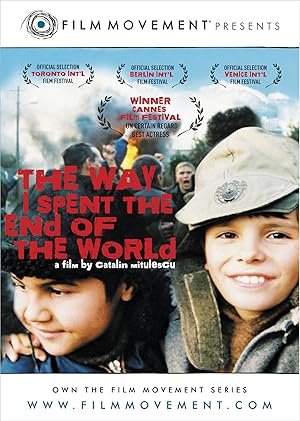 FILM MOVEMENT® PRESENTS
OFFICIAL SELECTION
TORONTO INT'L
FILM FESTIVAL
OFFICIAL SELECTION
BERLIN INT'L
FILM FESTIVAL
OFFICIAL SELECTION
VENICE INT'L
FILM FESTIVAL
WINNER
CANNES
FILM FESTIVAL
UN CERTAIN REGARD
BEST ACTRESS
THE WAY
I SPENT THE
END OF
THE WORLD
a film by Catalin Mitulescu
OWN THE FILM MOVEMENT SERIES
WWW.FILMMOVEMENT.COM